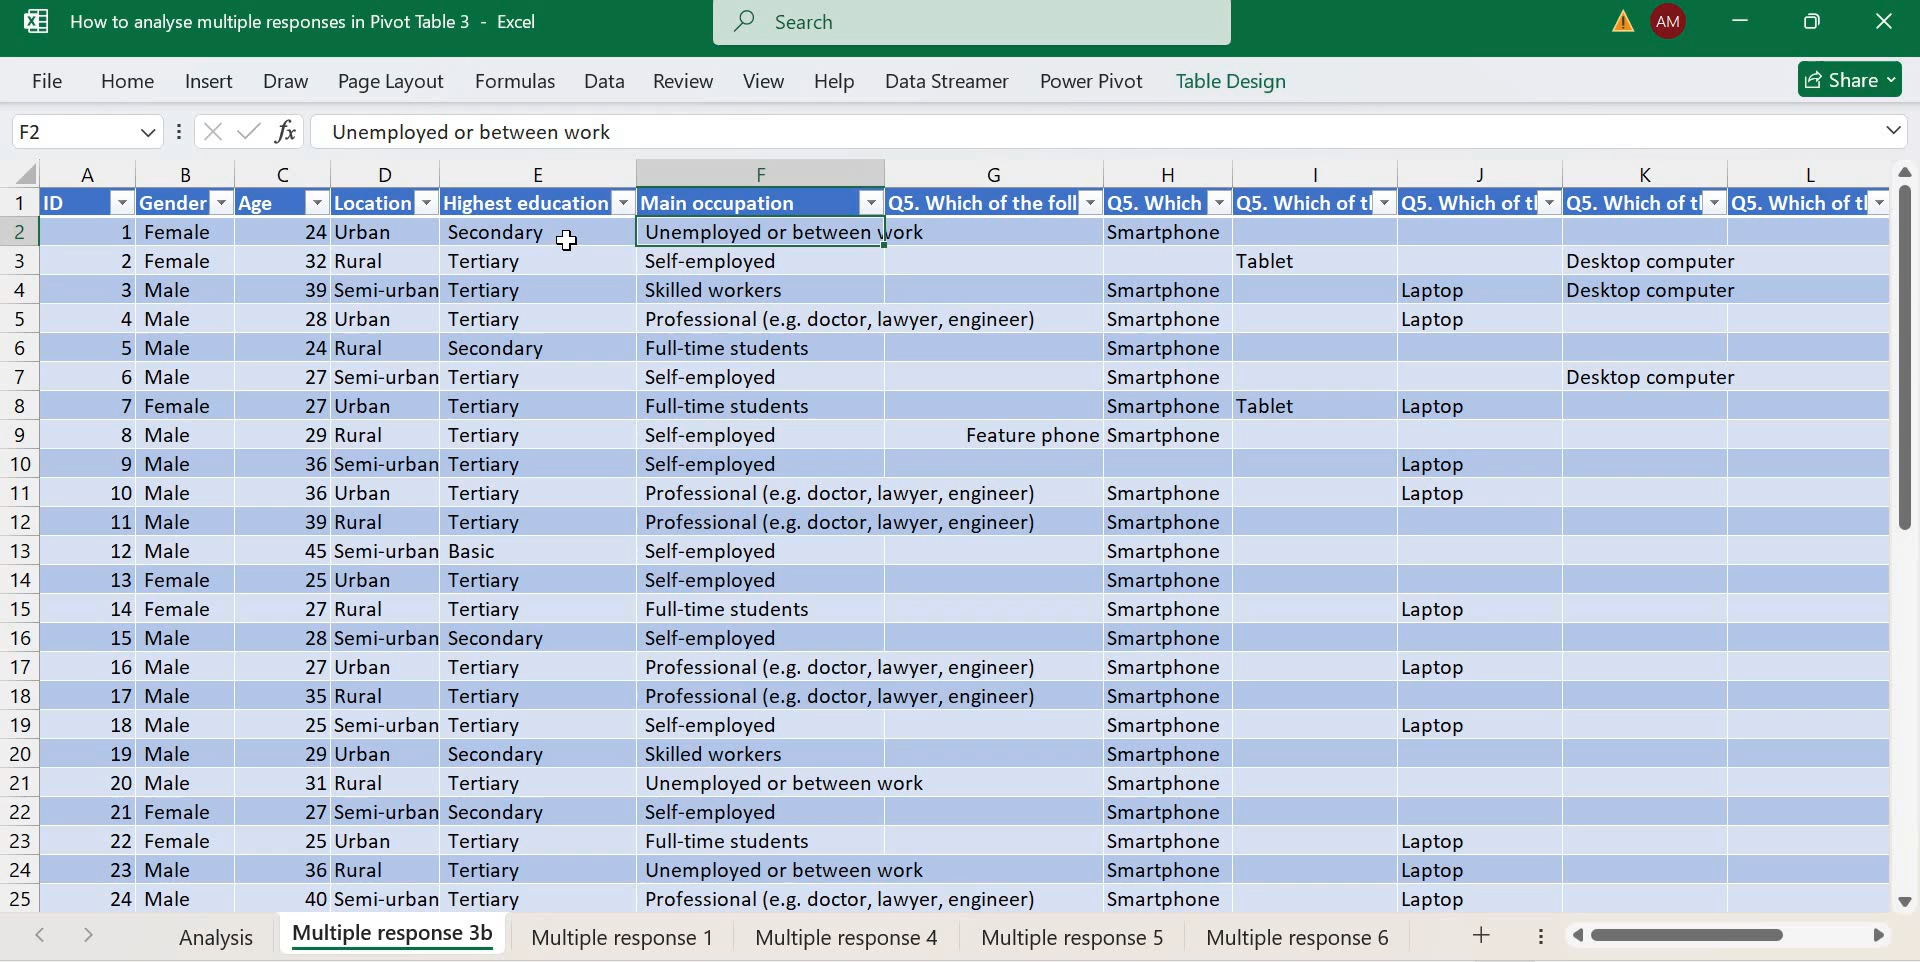 How to analyse multiple responses in Pivot Table 3 - Excel
Search
AM
File Home Insert Draw Page Layout Formulas Data Review View Help Data Streamer Power Pivot Table Design Share
F2 fx Unemployed or between work
A B C D E F G H I J K L
1 ID Gender Age Location Highest education Main occupation Q5. Which of the foll Q5. Which Q5. Which of tl Q5. Which of tl Q5. Which of tl Q5. Which of tl
2 1 Female 24 Urban Secondary Unemployed or between work Smartphone
3 2 Female 32 Rural Tertiary Self-employed Tablet Desktop computer
4 3 Male 39 Semi-urban Tertiary Skilled workers Smartphone Laptop Desktop computer
5 4 Male 28 Urban Tertiary Professional (e.g. doctor, lawyer, engineer) Smartphone Laptop
6 5 Male 24 Rural Secondary Full-time students Smartphone
7 6 Male 27 Semi-urban Tertiary Self-employed Smartphone Desktop computer
8 7 Female 27 Urban Tertiary Full-time students Smartphone Tablet Laptop
9 8 Male 29 Rural Tertiary Self-employed Feature phone Smartphone
10 9 Male 36 Semi-urban Tertiary Self-employed Laptop
11 10 Male 36 Urban Tertiary Professional (e.g. doctor, lawyer, engineer) Smartphone Laptop
12 11 Male 39 Rural Tertiary Professional (e.g. doctor, lawyer, engineer) Smartphone
13 12 Male 45 Semi-urban Basic Self-employed Smartphone
14 13 Female 25 Urban Tertiary Self-employed Smartphone
15 14 Female 27 Rural Tertiary Full-time students Smartphone Laptop
16 15 Male 28 Semi-urban Secondary Self-employed Smartphone
17 16 Male 27 Urban Tertiary Professional (e.g. doctor, lawyer, engineer) Smartphone Laptop
18 17 Male 35 Rural Tertiary Professional (e.g. doctor, lawyer, engineer) Smartphone
19 18 Male 25 Semi-urban Tertiary Self-employed Smartphone Laptop
20 19 Male 29 Urban Secondary Skilled workers Smartphone
21 20 Male 31 Rural Tertiary Unemployed or between work Smartphone
22 21 Female 27 Semi-urban Secondary Self-employed Smartphone
23 22 Female 25 Urban Tertiary Full-time students Smartphone Laptop
24 23 Male 36 Rural Tertiary Unemployed or between work Smartphone Laptop
25 24 Male 40 Semi-urban Tertiary Professional (e.g. doctor, lawyer, engineer) Smartphone Laptop
Analysis Multiple response 3b Multiple response 1 Multiple response 4 Multiple response 5 Multiple response 6